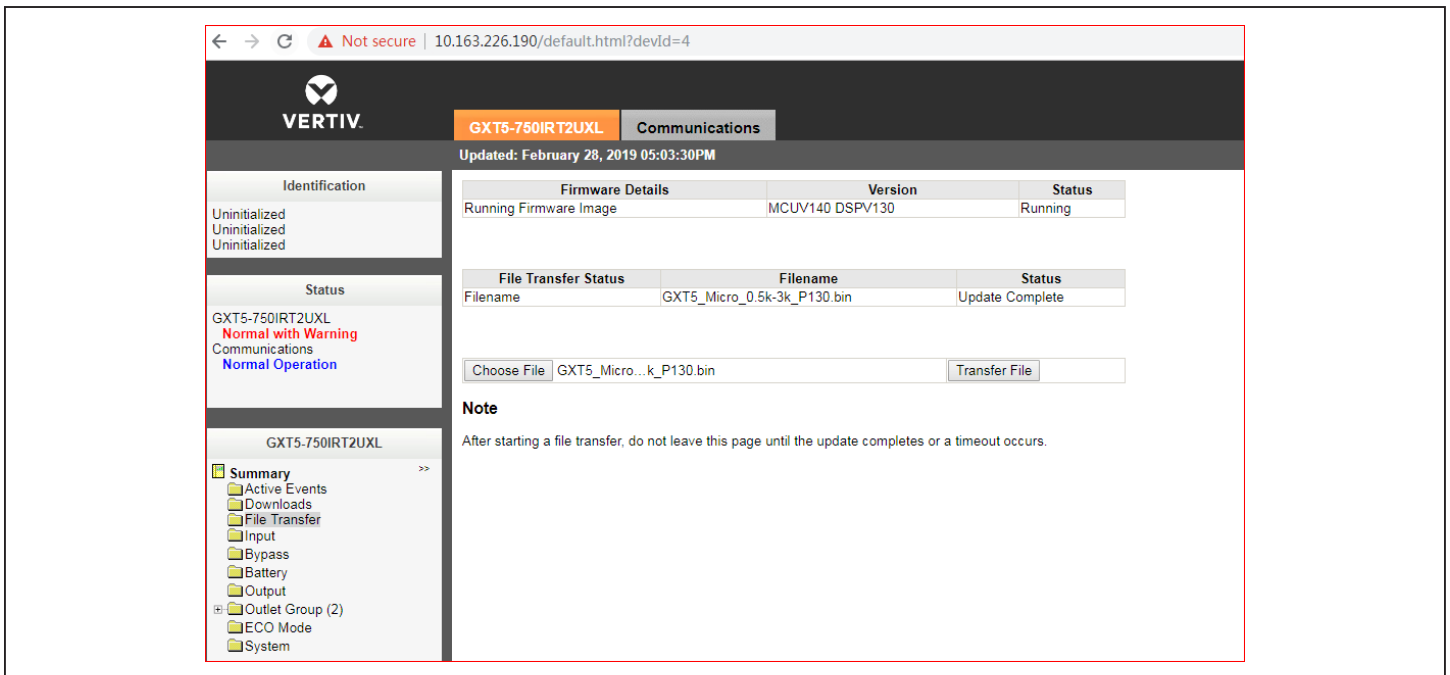 Not secure | 10.163.226.190/default.html?devId=4
VERTIV.
GXT5-750IRT2UXL Communications
Updated: February 28, 2019 05:03:30PM
Identification
Uninitialized
Uninitialized
Uninitialized
Status
GXT5-750IRT2UXL
Normal with Warning
Communications
Normal Operation
GXT5-750IRT2UXL
Summary >>
Active Events
Downloads
File Transfer
Input
Bypass
Battery
Output
Outlet Group (2)
ECO Mode
System
Firmware Details Version Status
Running Firmware Image MCUV140 DSPV130 Running
File Transfer Status Filename Status
Filename GXT5_Micro_0.5k-3k_P130.bin Update Complete
Choose File GXT5_Micro...k_P130.bin Transfer File
Note
After starting a file transfer, do not leave this page until the update completes or a timeout occurs.